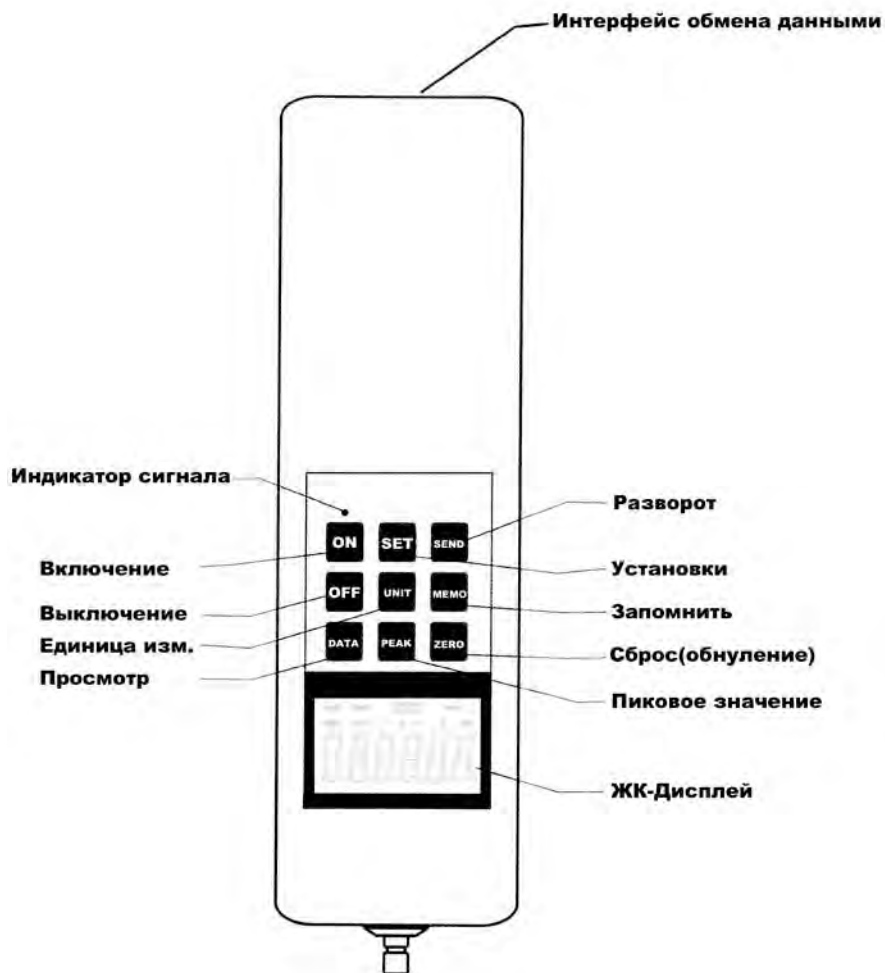 Интерфейс обмена данными
Индикатор сигнала
Разворот
ON SET SEND
Включение
Установки
OFF UNIT MEMO
Выключение
Запомнить
Единица изм.
DATA PEAK ZERO
Сброс(обнуление)
Просмотр
Пиковое значение
ЖК-Дисплей